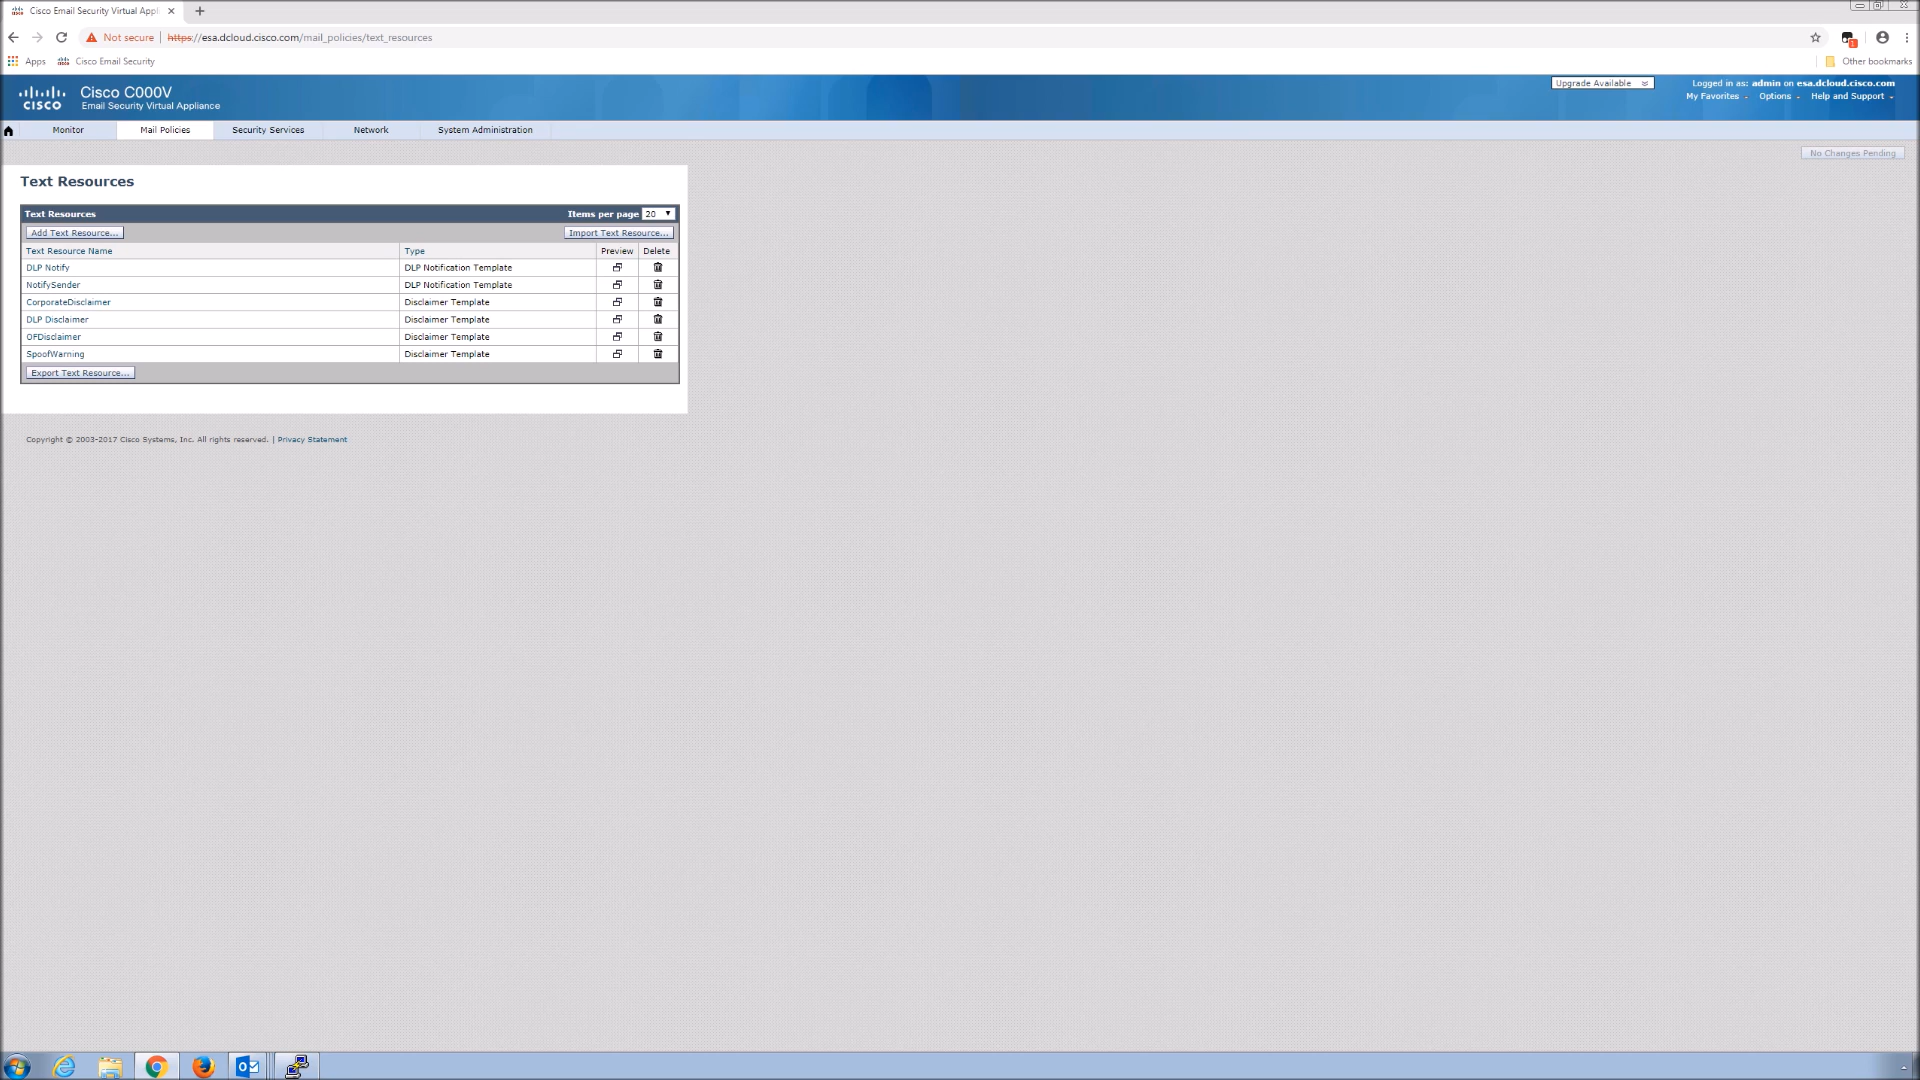 Cisco Email Security Virtual Appl
Not secure | https://esa.dcloud.cisco.com/mail_policies/text_resources
Apps Cisco Email Security Other bookmarks
CISCO
Cisco C000V
Email Security Virtual Appliance
Upgrade Available
Logged in as: admin on esa.dcloud.cisco.com
My Favorites Options Help and Support
Monitor Mail Policies Security Services Network System Administration
No Changes Pending
Text Resources
Text Resources Items per page 20
Add Text Resource... Import Text Resource...
Text Resource Name Type Preview Delete
DLP Notify DLP Notification Template
NotifySender DLP Notification Template
CorporateDisclaimer Disclaimer Template
DLP Disclaimer Disclaimer Template
OFDisclaimer Disclaimer Template
SpoofWarning Disclaimer Template
Export Text Resource...
Copyright © 2003-2017 Cisco Systems, Inc. All rights reserved. | Privacy Statement